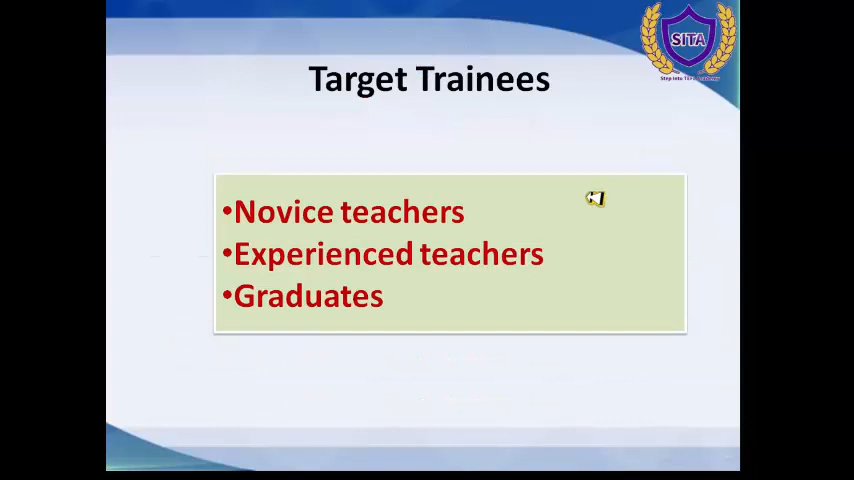 SITA
Target Trainees
•Novice teachers
•Experienced teachers
•Graduates